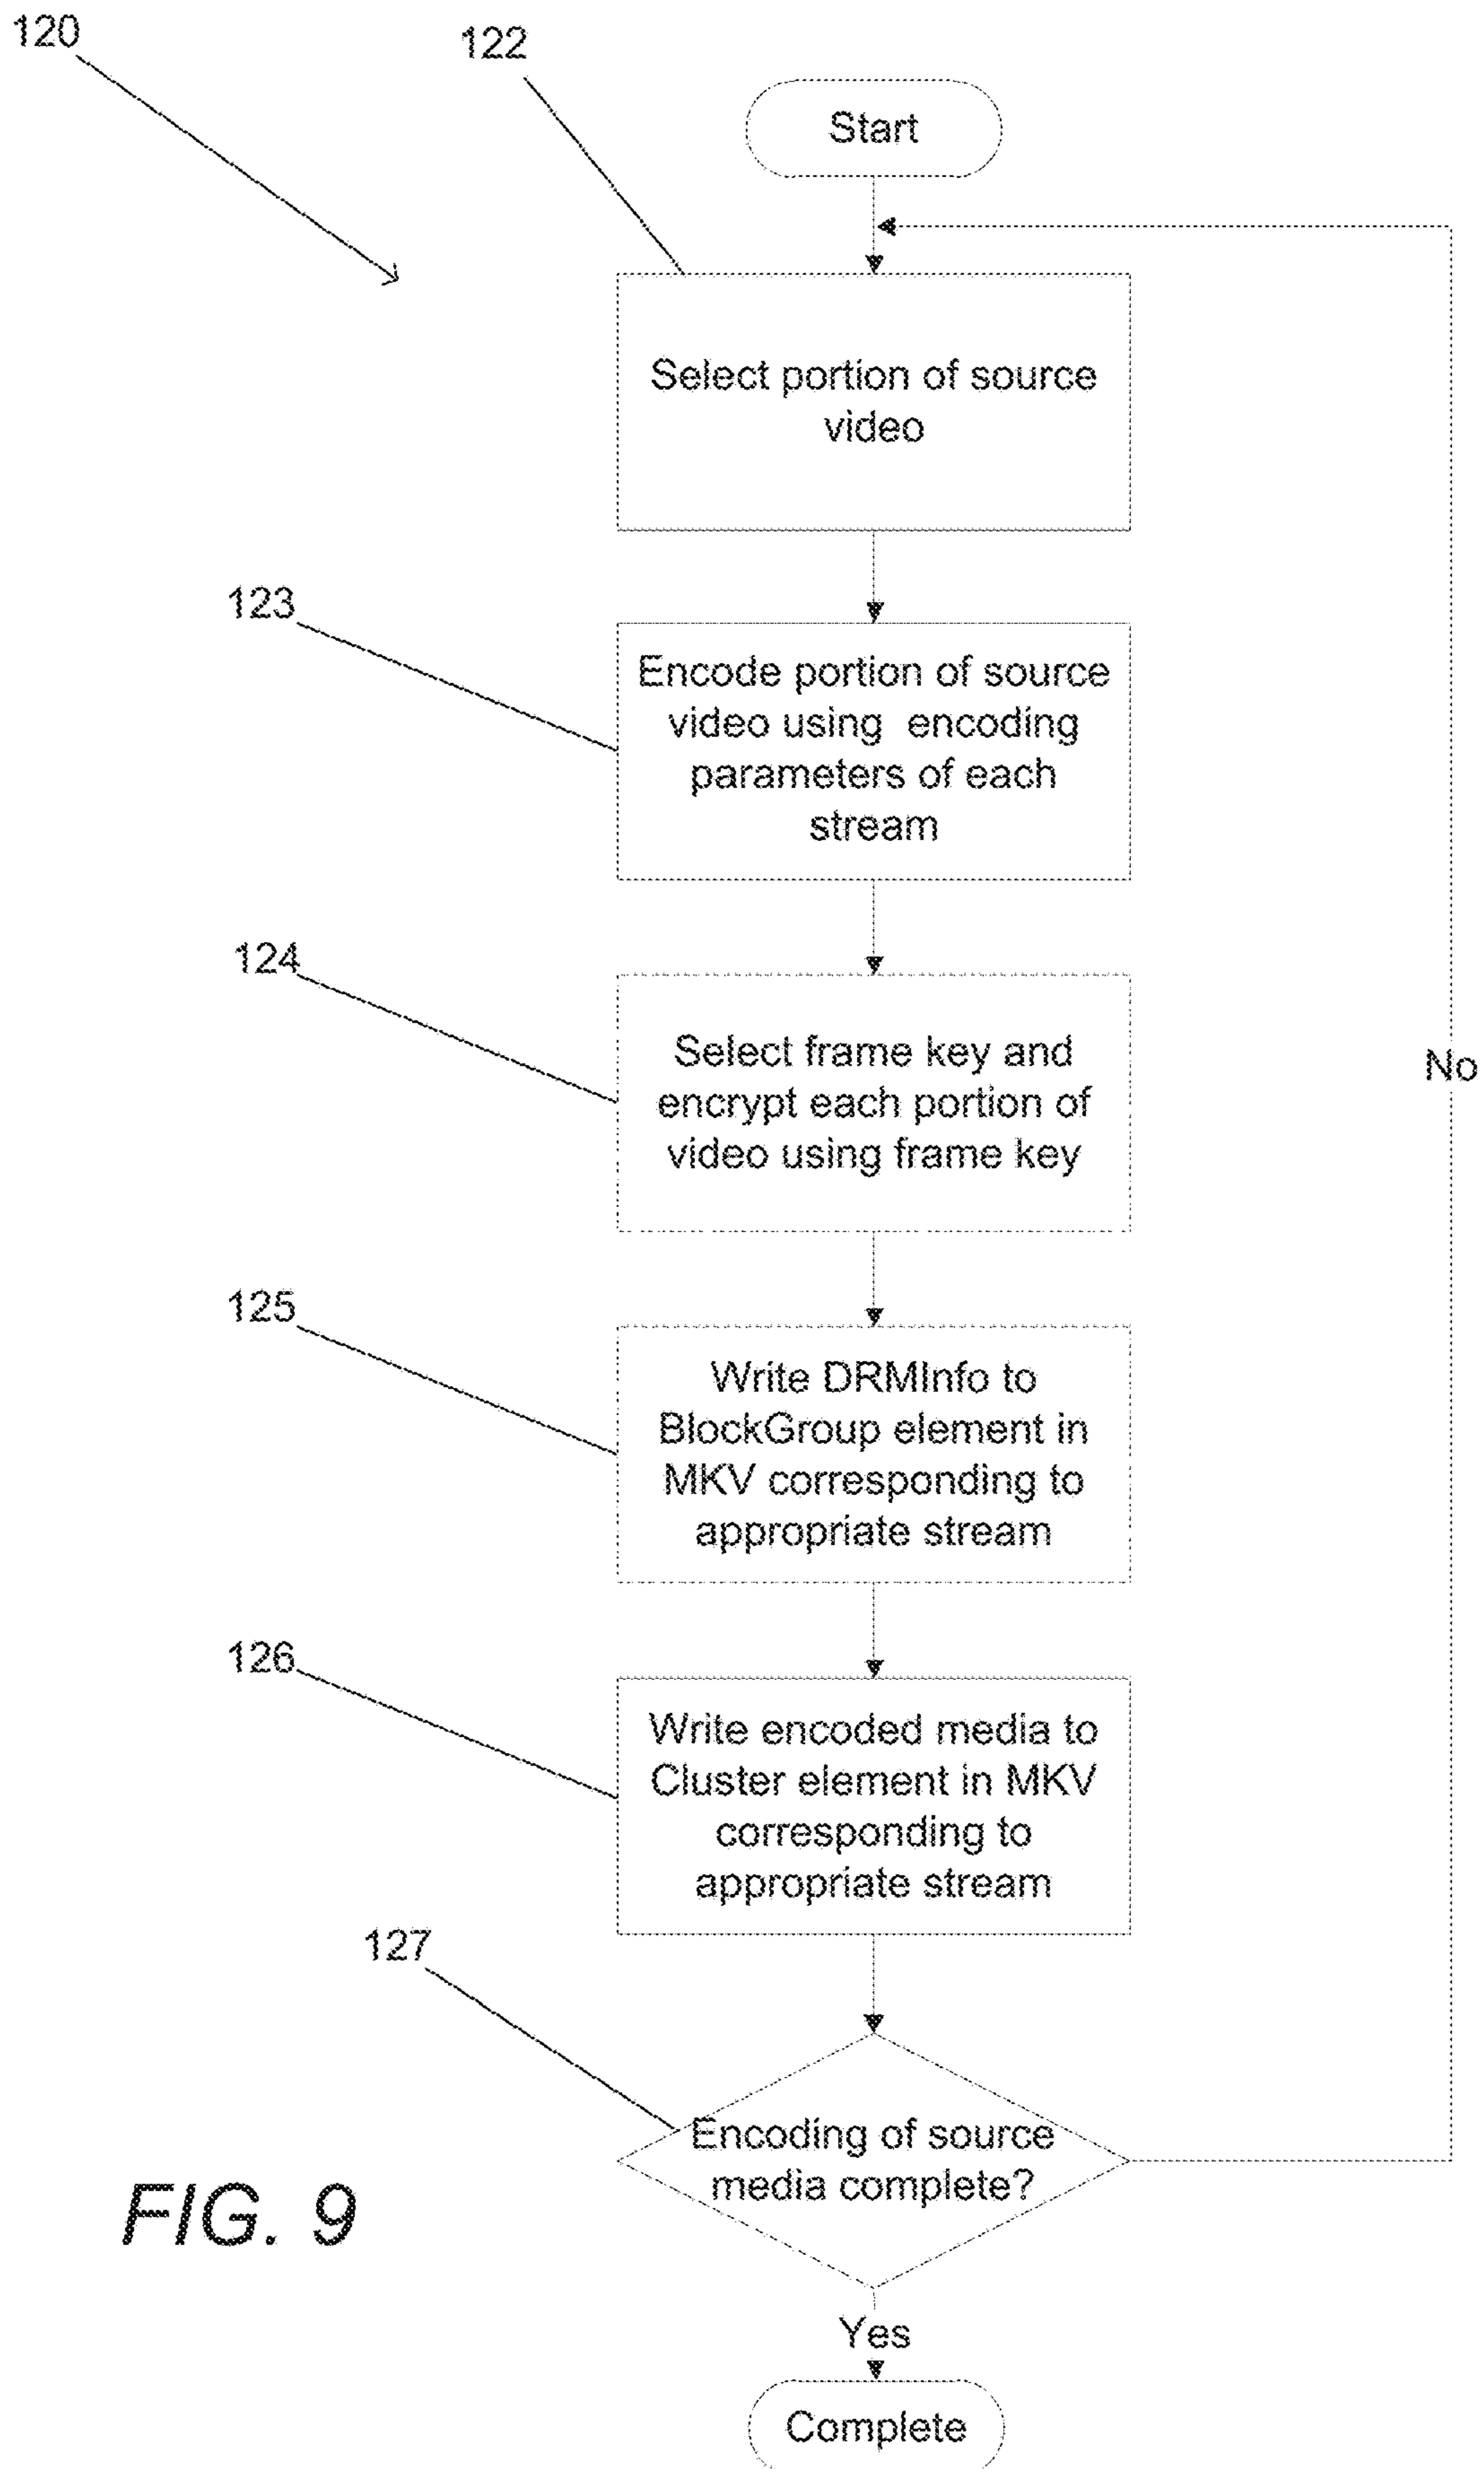 120
122
Start
Select portion of source
video
123
Encode portion of source
video using encoding
parameters of each
stream
124
Select frame key and
encrypt each portion of
video using frame key
No
125
Write DRMInfo to
BlockGroup element in
MKV corresponding to
appropriate stream
126
Write encoded media to
Cluster element in MKV
corresponding to
appropriate stream
127
Encoding of source
media complete?
FIG. 9
Yes
Complete